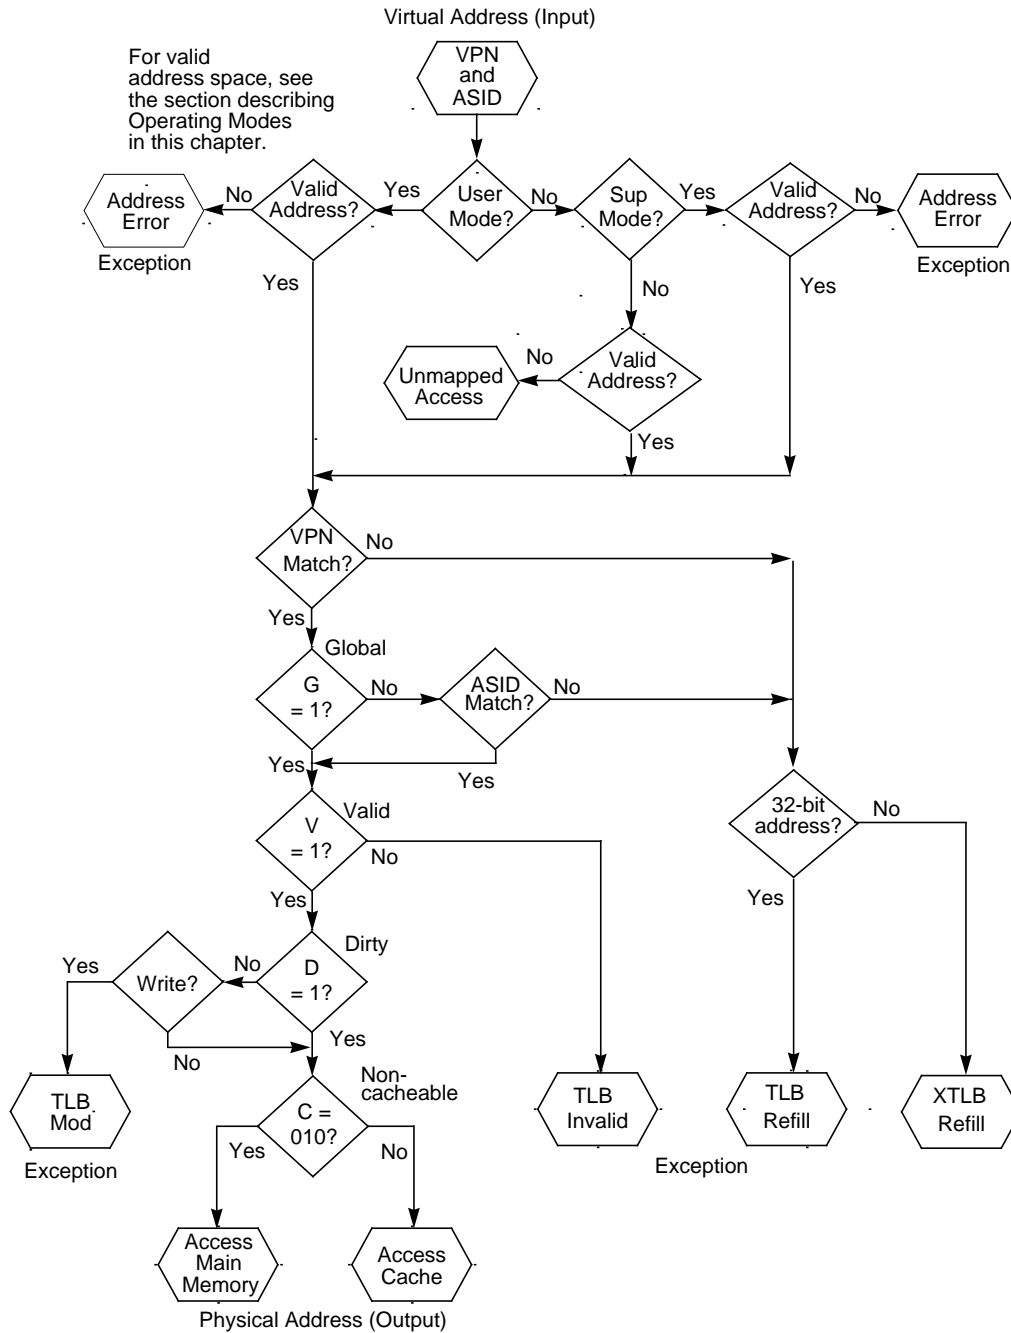 Virtual Address (Input)
For valid
address space, see
the section describing
Operating Modes
in this chapter.
VPN
and
ASID
Address
Error
Exception
No
Valid
Address?
Yes
User
Mode?
No
Sup
Mode?
Yes
Valid
Address?
No
Address
Error
Exception
Yes
No
Yes
Unmapped
Access
No
Valid
Address?
Yes
VPN
Match?
No
Yes
Global
G
= 1?
No
ASID
Match?
No
Yes
Yes
Valid
V
= 1?
No
32-bit
address?
No
Yes
Yes
Dirty
Yes
Write?
No
D
= 1?
No
Yes
Non-
cacheable
TLB
Mod
Exception
C =
010?
Yes
No
TLB
Invalid
TLB
Refill
XTLB
Refill
Exception
Access
Main
Memory
Access
Cache
Physical Address (Output)